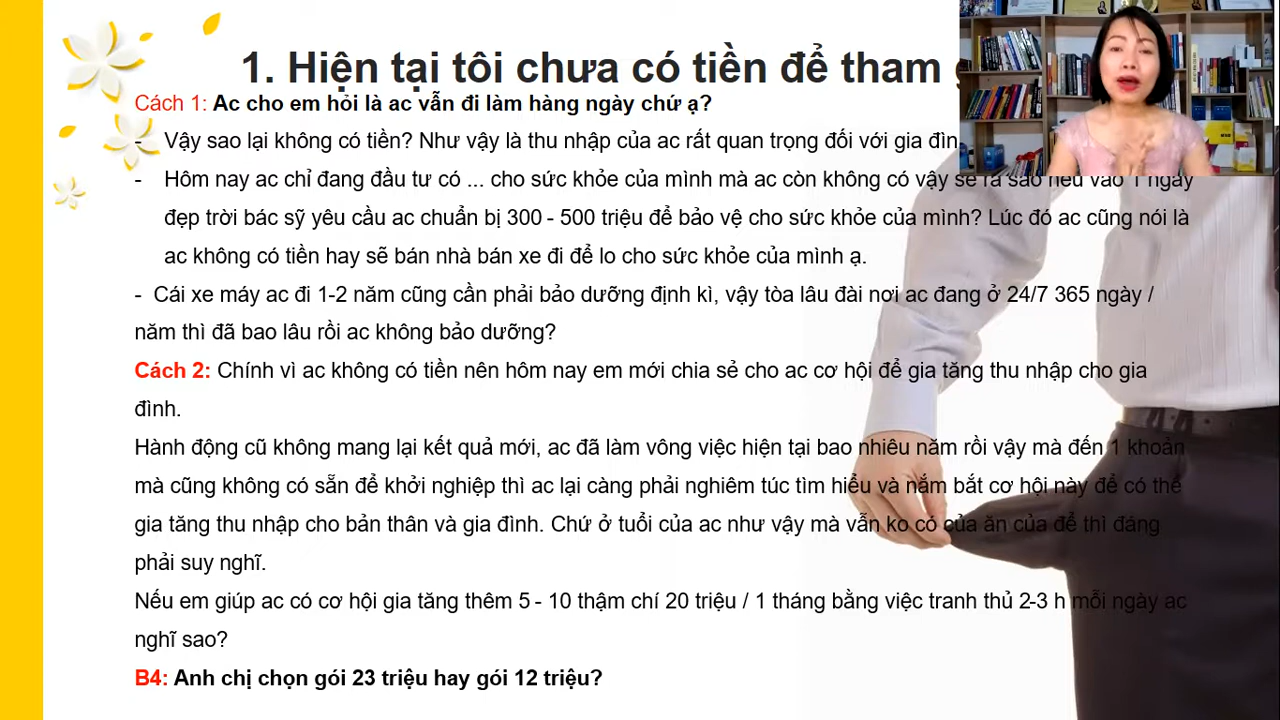 1. Hiện tại tôi chưa có tiền để tham
Cách 1: Ac cho em hỏi là ac vẫn đi làm hàng ngày chứ ạ?
- Vậy sao lại không có tiền? Như vậy là thu nhập của ac rất quan trọng đối với gia đìn
- Hôm nay ac chỉ đang đầu tư có ... cho sức khỏe của mình mà ac còn không có vậy sẽ ra sao nếu vào 1 ngày
đẹp trời bác sỹ yêu cầu ac chuẩn bị 300 - 500 triệu để bảo vệ cho sức khỏe của mình? Lúc đó ac cũng nói là
ac không có tiền hay sẽ bán nhà bán xe đi để lo cho sức khỏe của mình ạ.
- Cái xe máy ac đi 1-2 năm cũng cần phải bảo dưỡng định kì, vậy tòa lâu đài nơi ac đang ở 24/7 365 ngày /
năm thì đã bao lâu rồi ac không bảo dưỡng?
Cách 2: Chính vì ac không có tiền nên hôm nay em mới chia sẻ cho ac cơ hội để gia tăng thu nhập cho gia
đình.
Hành động cũ không mang lại kết quả mới, ac đã làm vông việc hiện tại bao nhiêu năm rồi vậy mà đến 1 khoản
mà cũng không có sẵn để khởi nghiệp thì ac lại càng phải nghiêm túc tìm hiểu và nắm bắt cơ hội này để có thể
gia tăng thu nhập cho bản thân và gia đình. Chứ ở tuổi của ac như vậy mà vẫn ko có của ăn của để thì đáng
phải suy nghĩ.
Nếu em giúp ac có cơ hội gia tăng thêm 5 - 10 thậm chí 20 triệu / 1 tháng bằng việc tranh thủ 2-3 h mỗi ngày ac
nghĩ sao?
B4: Anh chị chọn gói 23 triệu hay gói 12 triệu?